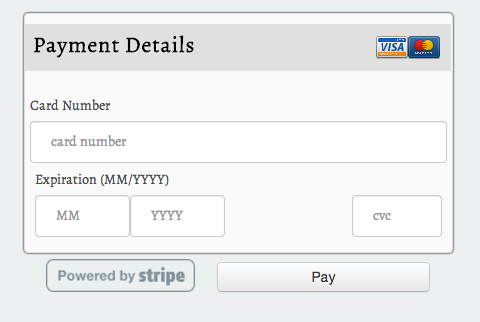 Payment Details VISA
Card Number
card number
Expiration (MM/YYYY)
MM YYYY cvc
Powered by stripe Pay